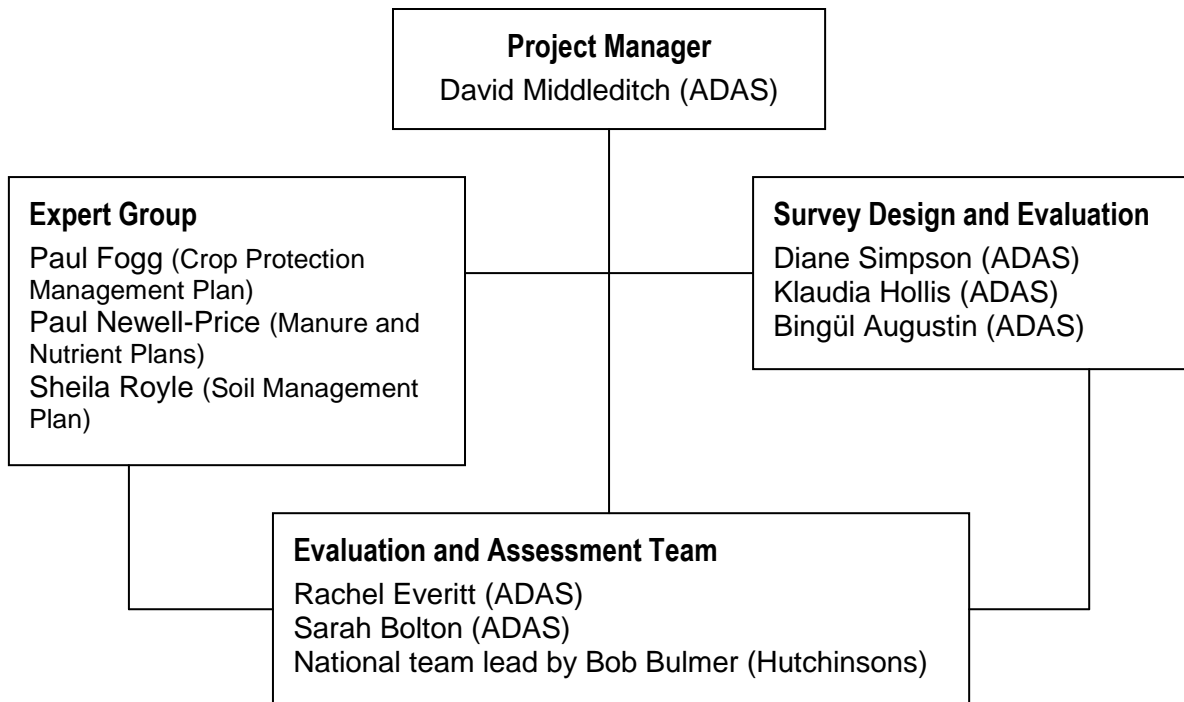 Project Manager
David Middleditch (ADAS)
Expert Group
Paul Fogg (Crop Protection
Management Plan)
Paul Newell-Price (Manure and
Nutrient Plans)
Sheila Royle (Soil Management
Plan)
Survey Design and Evaluation
Diane Simpson (ADAS)
Klaudia Hollis (ADAS)
Bingül Augustin (ADAS)
Evaluation and Assessment Team
Rachel Everitt (ADAS)
Sarah Bolton (ADAS)
National team lead by Bob Bulmer (Hutchinsons)